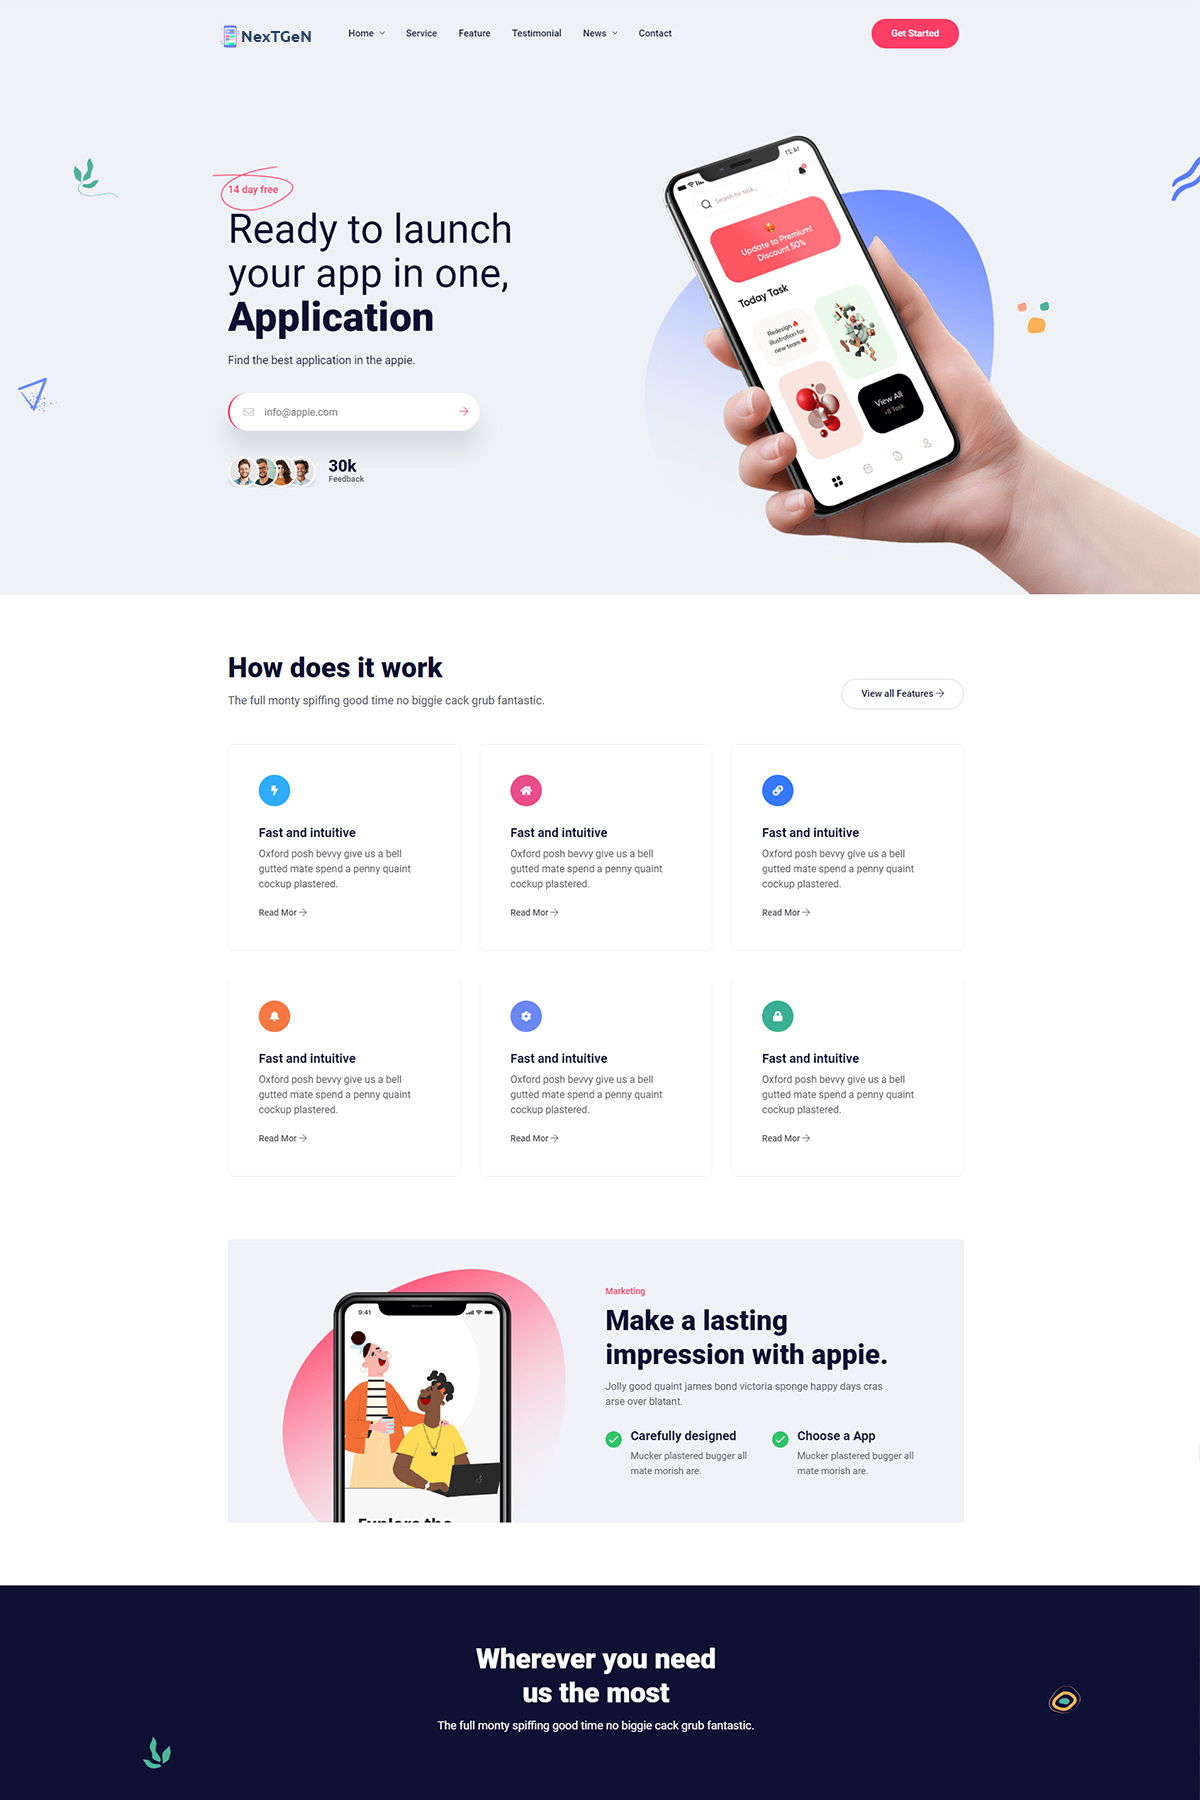 NexTGeN
Home
Service
Feature
Testimonial
News
Contact
Get Started
14 day free
Ready to launch
your app in one,
Application
Find the best application in the appie.
info@appie.com
30k
Feedback
14:21
Search for task...
Update to Premium!
Discount 50%
Today Task
Redesign
illustration for
new team
View All
+8 Task
How does it work
The full monty spiffing good time no biggie cack grub fantastic.
View all Features
Fast and intuitive
Oxford posh bevvy give us a bell
gutted mate spend a penny quaint
cockup plastered.
Read Mor
Fast and intuitive
Oxford posh bevvy give us a bell
gutted mate spend a penny quaint
cockup plastered.
Read Mor
Fast and intuitive
Oxford posh bevvy give us a bell
gutted mate spend a penny quaint
cockup plastered.
Read Mor
Fast and intuitive
Oxford posh bevvy give us a bell
gutted mate spend a penny quaint
cockup plastered.
Read Mor
Fast and intuitive
Oxford posh bevvy give us a bell
gutted mate spend a penny quaint
cockup plastered.
Read Mor
Fast and intuitive
Oxford posh bevvy give us a bell
gutted mate spend a penny quaint
cockup plastered.
Read Mor
9:41
Explore the
Marketing
Make a lasting
impression with appie.
Jolly good quaint james bond victoria sponge happy days cras
arse over blatant.
Carefully designed
Mucker plastered bugger all
mate morish are.
Choose a App
Mucker plastered bugger all
mate morish are.
Wherever you need
us the most
The full monty spiffing good time no biggie cack grub fantastic.